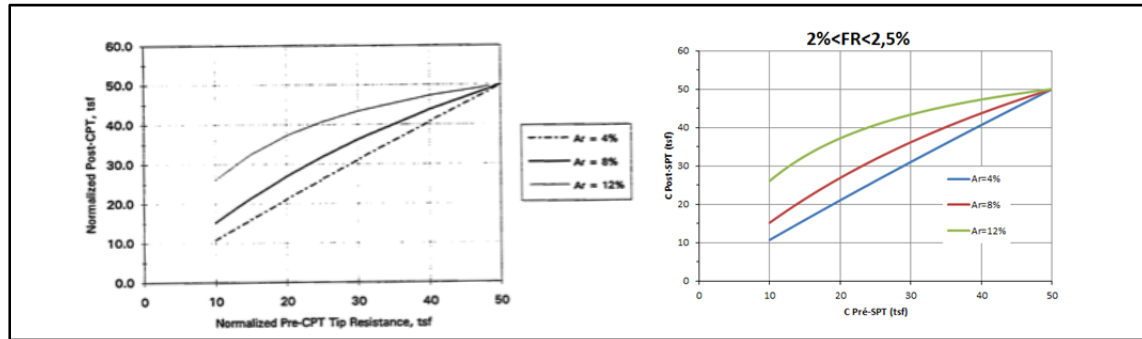 60.0
50.0
40.0
30.0
20.0
10.0
0.0
0 10 20 30 40 50
Normalized Post-CPT, tsf
Normalized Pre-CPT Tip Resistance, tsf
Ar = 4%
Ar = 8%
Ar = 12%
2%<FR<2,5%
60
50
40
30
20
10
0
0 10 20 30 40 50
C Post-SPT (tsf)
C Pré-SPT (tsf)
Ar=4%
Ar=8%
Ar=12%